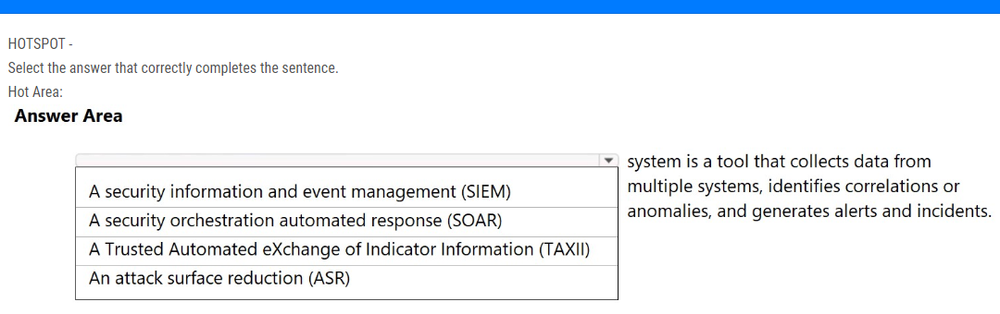 HOTSPOT -
Select the answer that correctly completes the sentence.
Hot Area:
Answer Area
system is a tool that collects data from
multiple systems, identifies correlations or
anomalies, and generates alerts and incidents.
A security information and event management (SIEM)
A security orchestration automated response (SOAR)
A Trusted Automated eXchange of Indicator Information (TAXII)
An attack surface reduction (ASR)